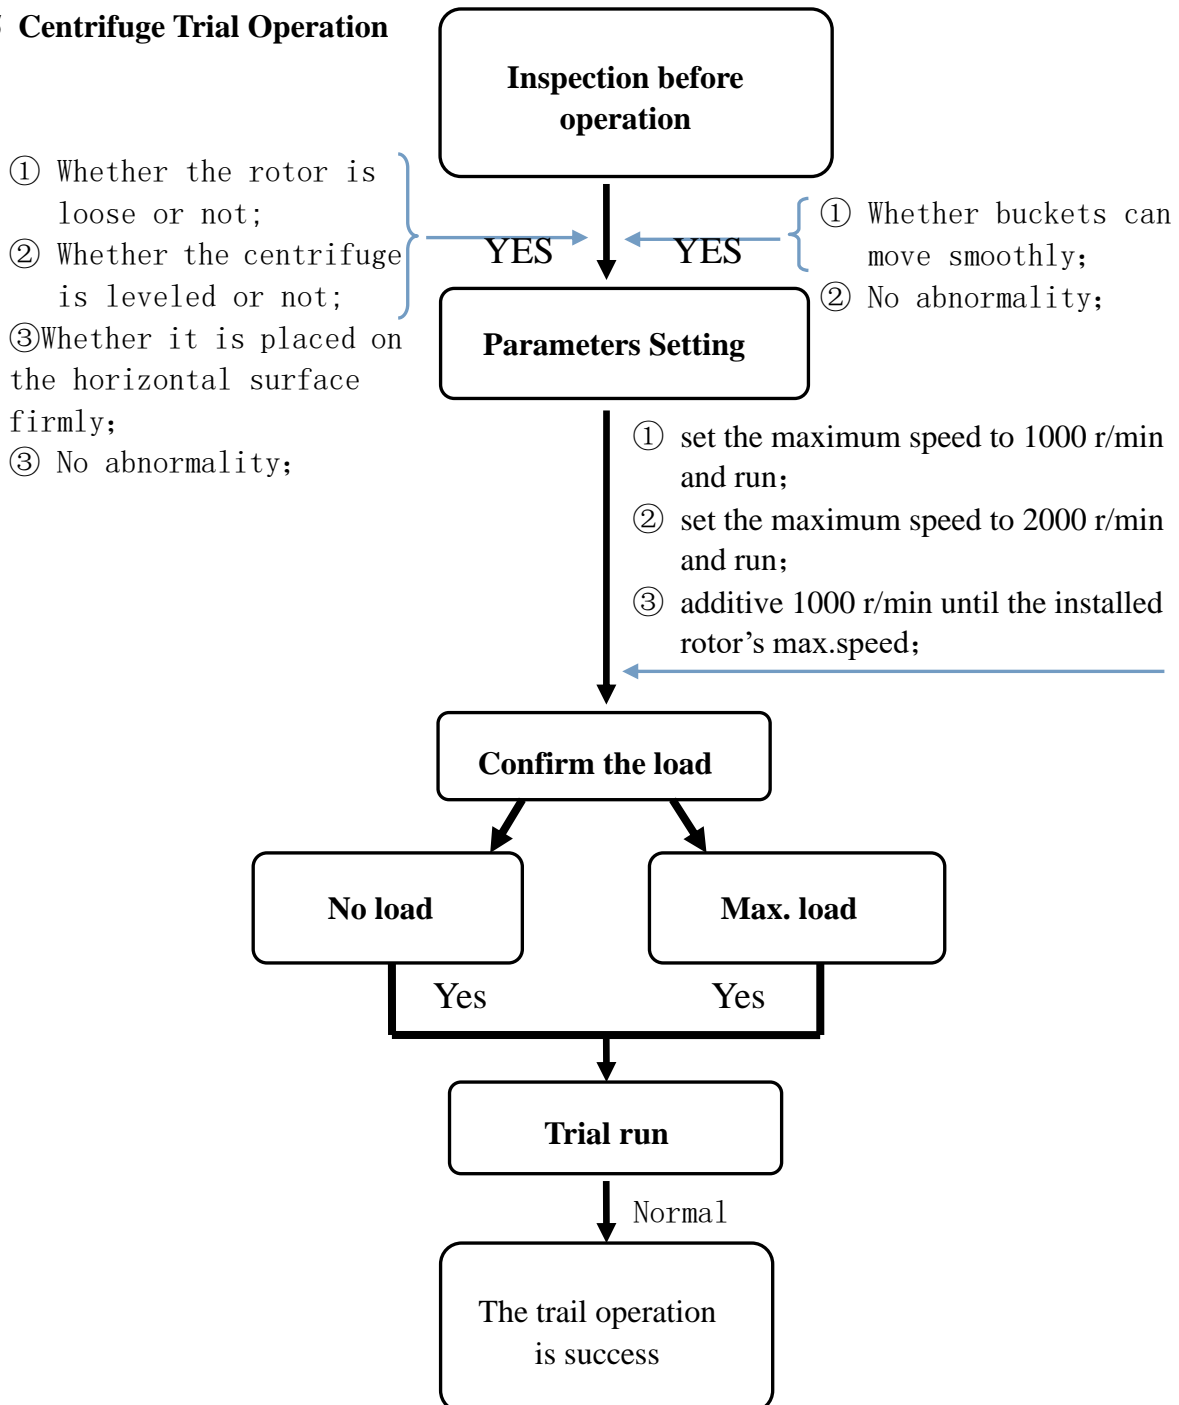 Centrifuge Trial Operation
Inspection before
operation
① Whether the rotor is
loose or not;
② Whether the centrifuge
is leveled or not;
③Whether it is placed on
the horizontal surface
firmly；
③ No abnormality；
YES
YES
① Whether buckets can
move smoothly；
② No abnormality；
Parameters Setting
① set the maximum speed to 1000 r/min
and run；
② set the maximum speed to 2000 r/min
and run；
③ additive 1000 r/min until the installed
rotor’s max.speed；
Confirm the load
No load
Max. load
Yes
Yes
Trial run
Normal
The trail operation
is success